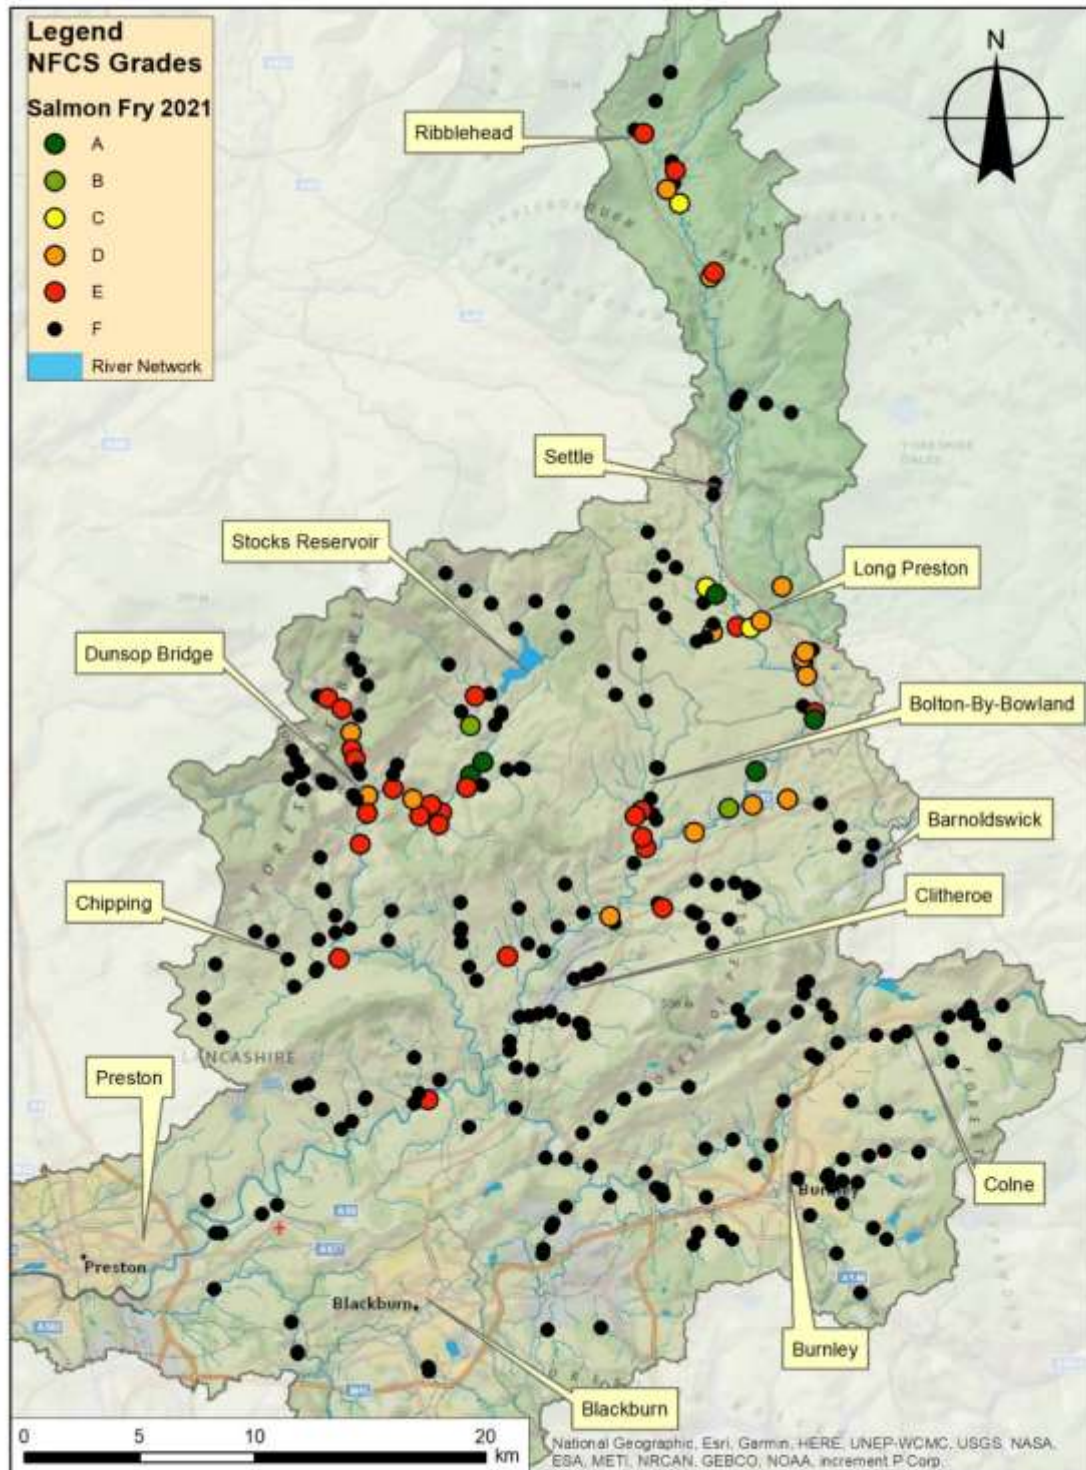 Legend
NFCS Grades
Salmon Fry 2021
A
B
C
D
E
F
River Network
N
Ribblehead
Settle
Stocks Reservoir
Long Preston
Dunsop Bridge
Bolton-By-Bowland
Barnoldswick
Chipping
Clitheroe
LANCASHIRE
Preston
Colne
Burnley
Preston
Blackburn
Burnley
Blackburn
0 5 10 20
km
National Geographic, Esri, Garmin, HERE, UNEP-WCMC, USGS, NASA,
ESA, METI, NRCAN, GEBCO, NOAA, increment P Corp.